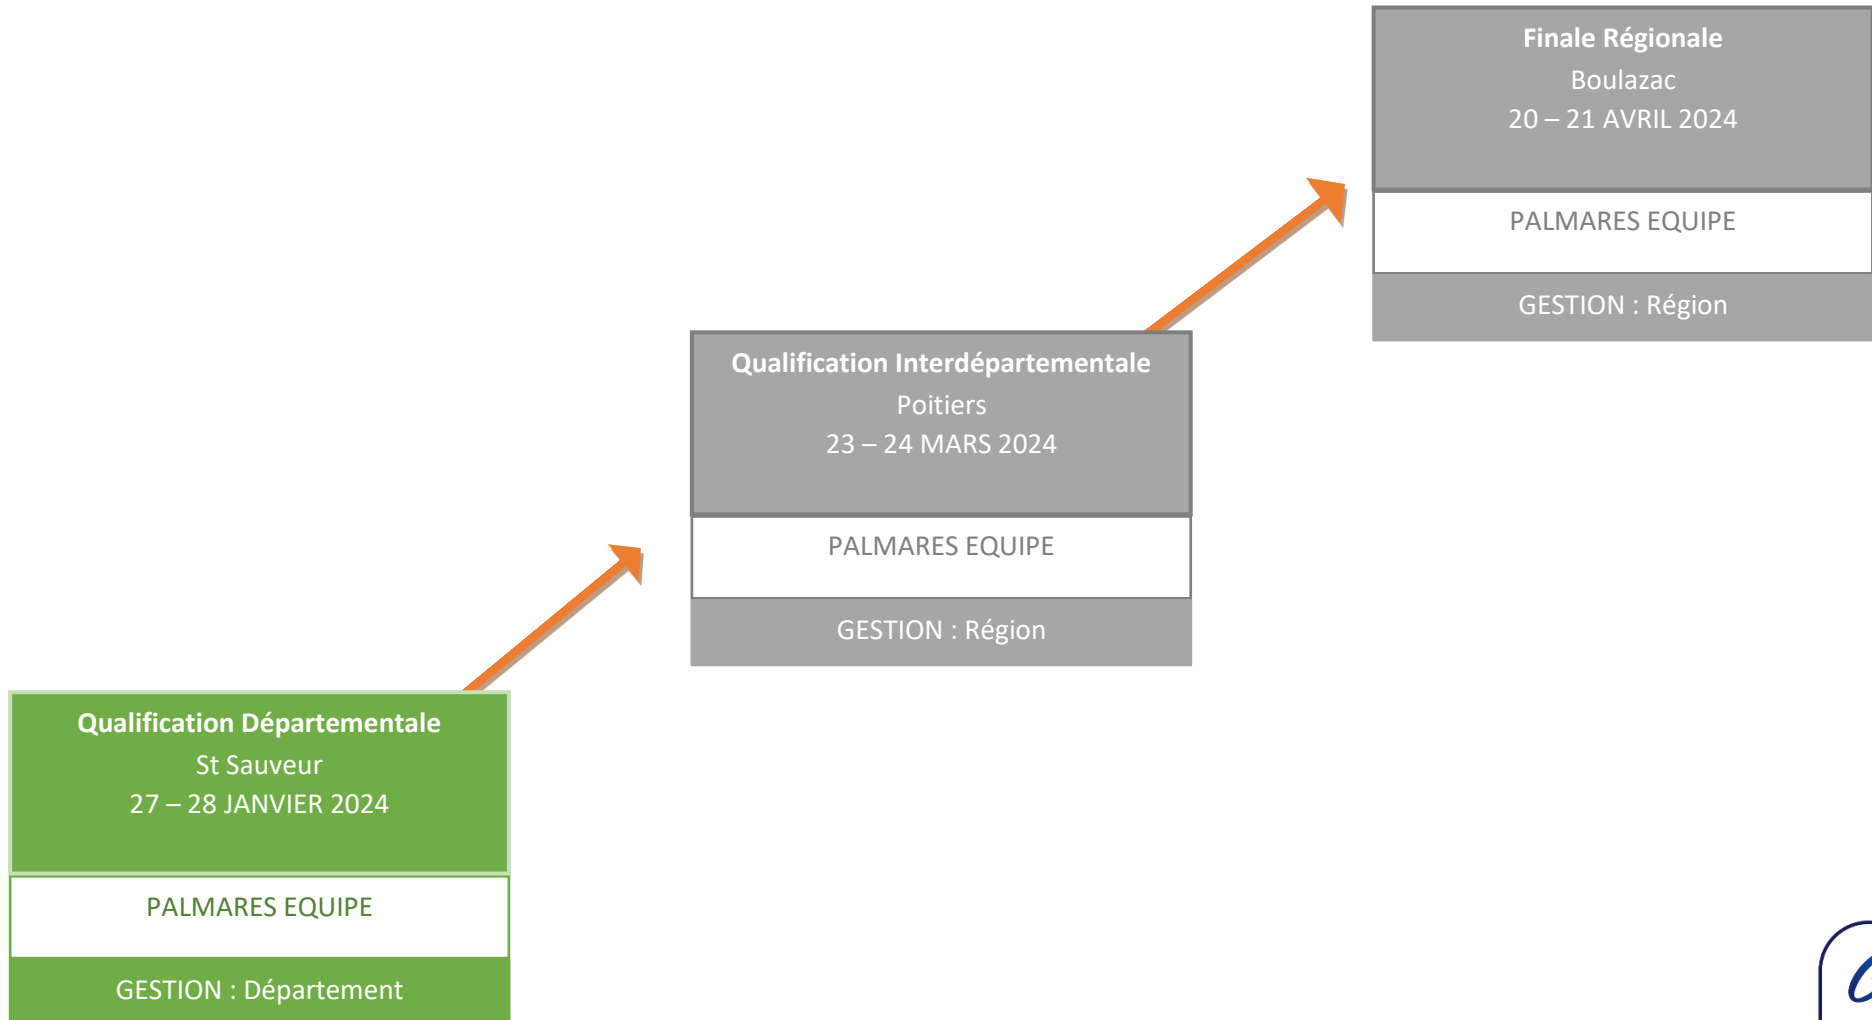 Finale Régionale
Boulazac
20 – 21 AVRIL 2024
PALMARES EQUIPE
GESTION : Région
Qualification Interdépartementale
Poitiers
23 – 24 MARS 2024
PALMARES EQUIPE
GESTION : Région
Qualification Départementale
St Sauveur
27 – 28 JANVIER 2024
PALMARES EQUIPE
GESTION : Département